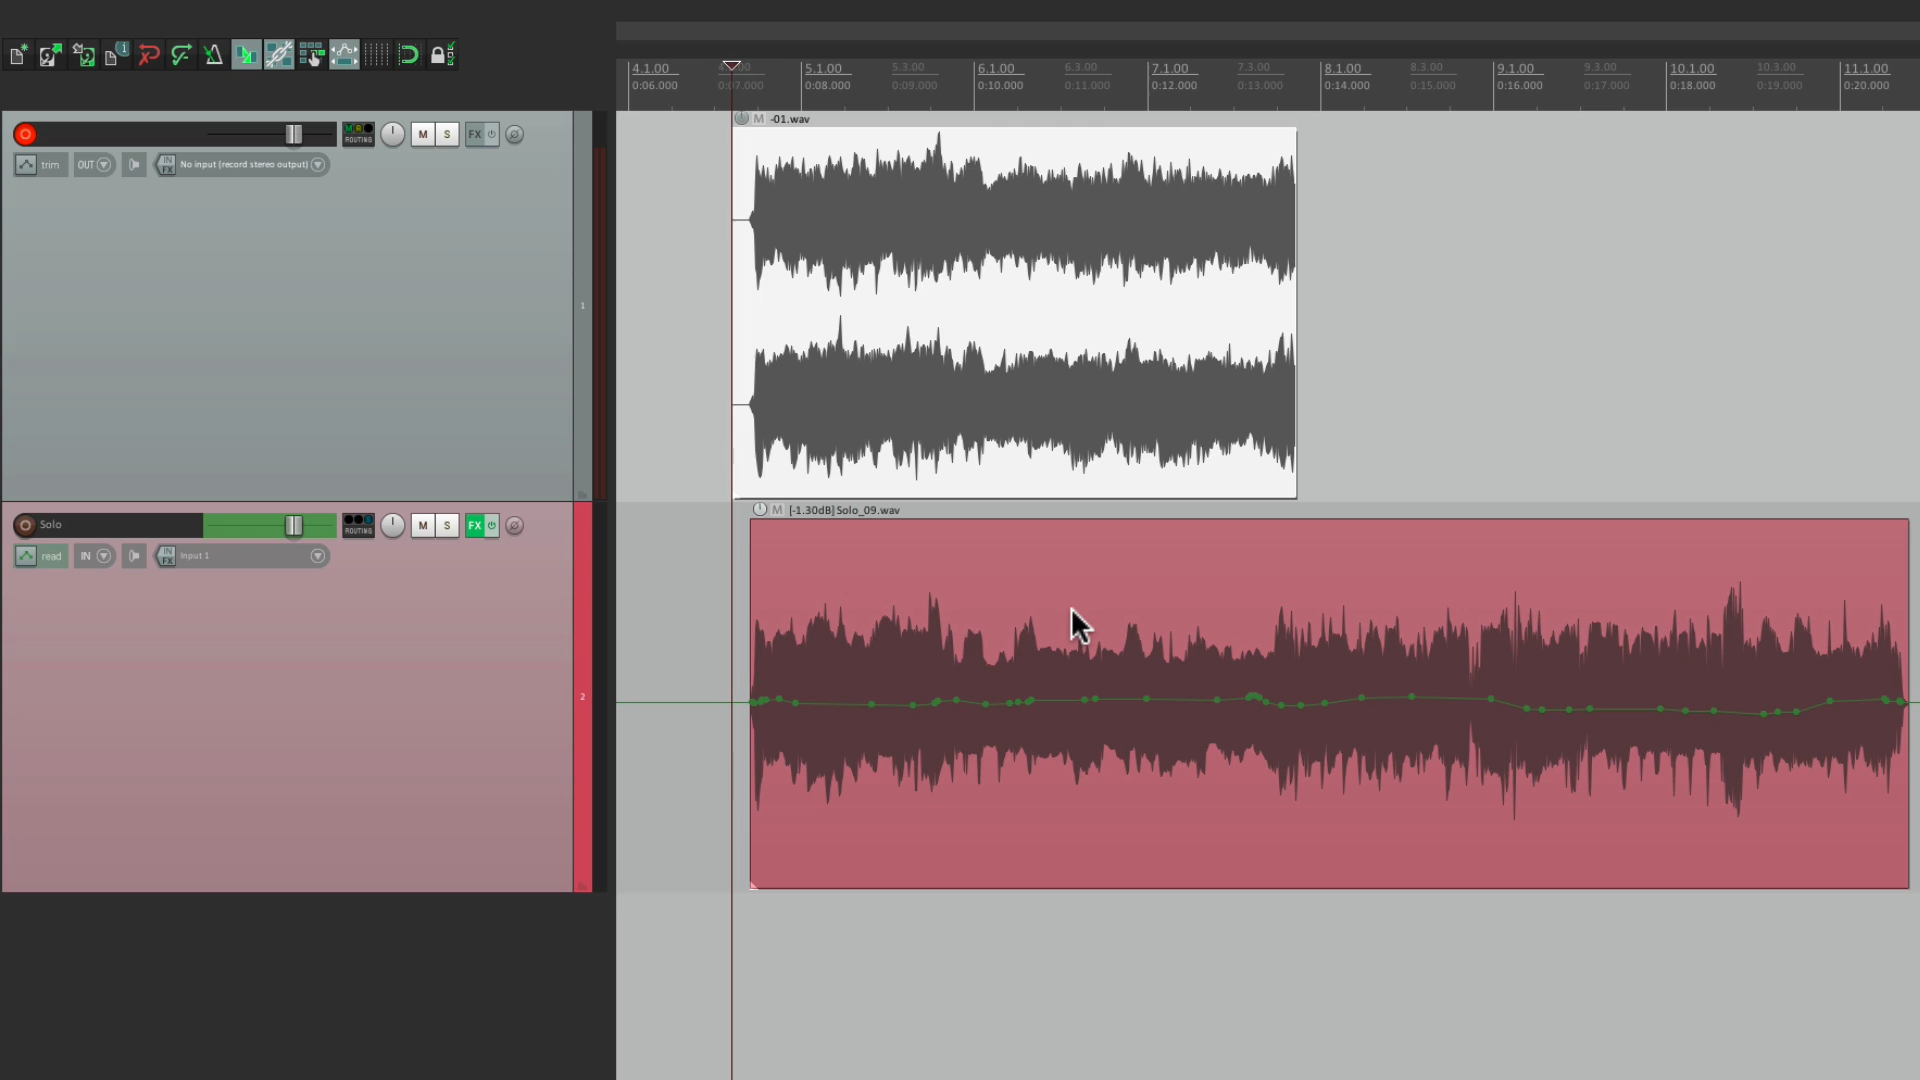 4.1.00 5.1.00 5.3.00 6.1.00 6.3.00 7.1.00 7.3.00 8.1.00 8.3.00 9.1.00 9.3.00 10.1.00 10.3.00 11.1.00
0:06.000 0:07.000 0:08.000 0:09.000 0:10.000 0:11.000 0:12.000 0:13.000 0:14.000 0:15.000 0:16.000 0:17.000 0:18.000 0:19.000 0:20.000
M -01.wav
ROUTING M S FX
trim OUT IN FX No input (record stereo output)
1
M [-1.30dB] Solo_09.wav
Solo ROUTING M S FX
read IN IN FX Input 1
2